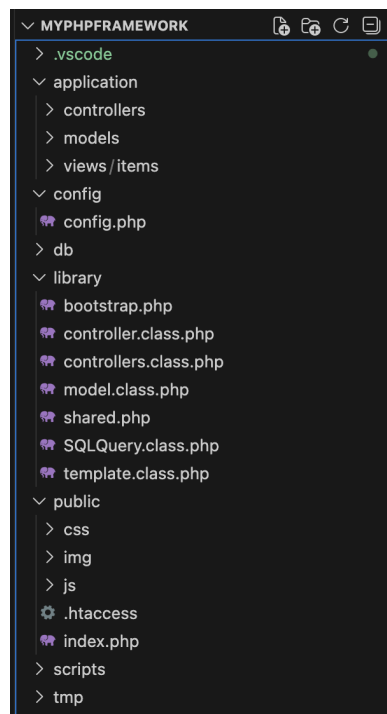 MYPHPFRAMEWORK
.vscode
application
controllers
models
views/items
config
config.php
db
library
bootstrap.php
controller.class.php
controllers.class.php
model.class.php
shared.php
SQLQuery.class.php
template.class.php
public
css
img
js
.htaccess
index.php
scripts
tmp